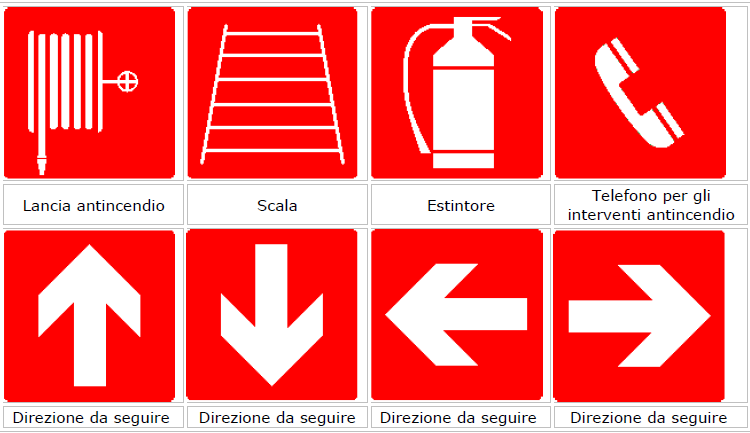 Lancia antincendio
Scala
Estintore
Telefono per gli
interventi antincendio
Direzione da seguire
Direzione da seguire
Direzione da seguire
Direzione da seguire